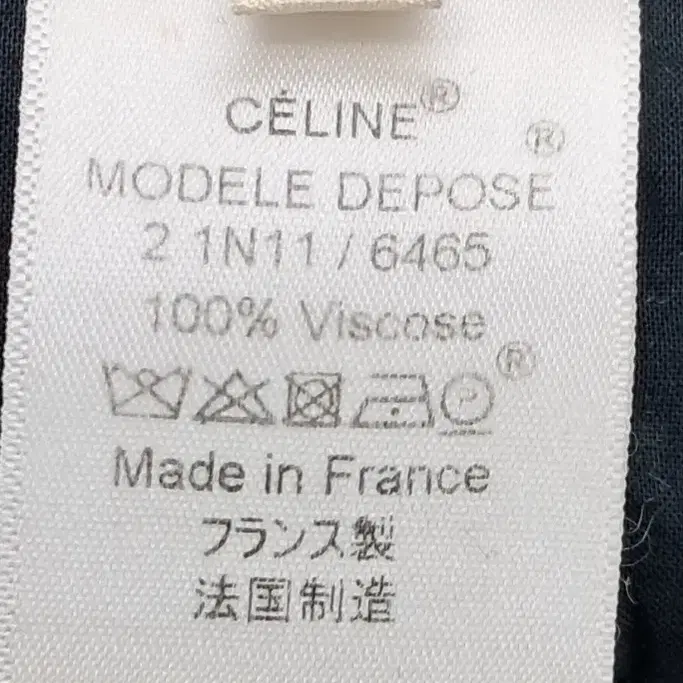 CÉLINE®
MODELE DEPOSE®
2 1N11 / 6465
100% Viscose
P ®
Made in France
フランス製
法国制造